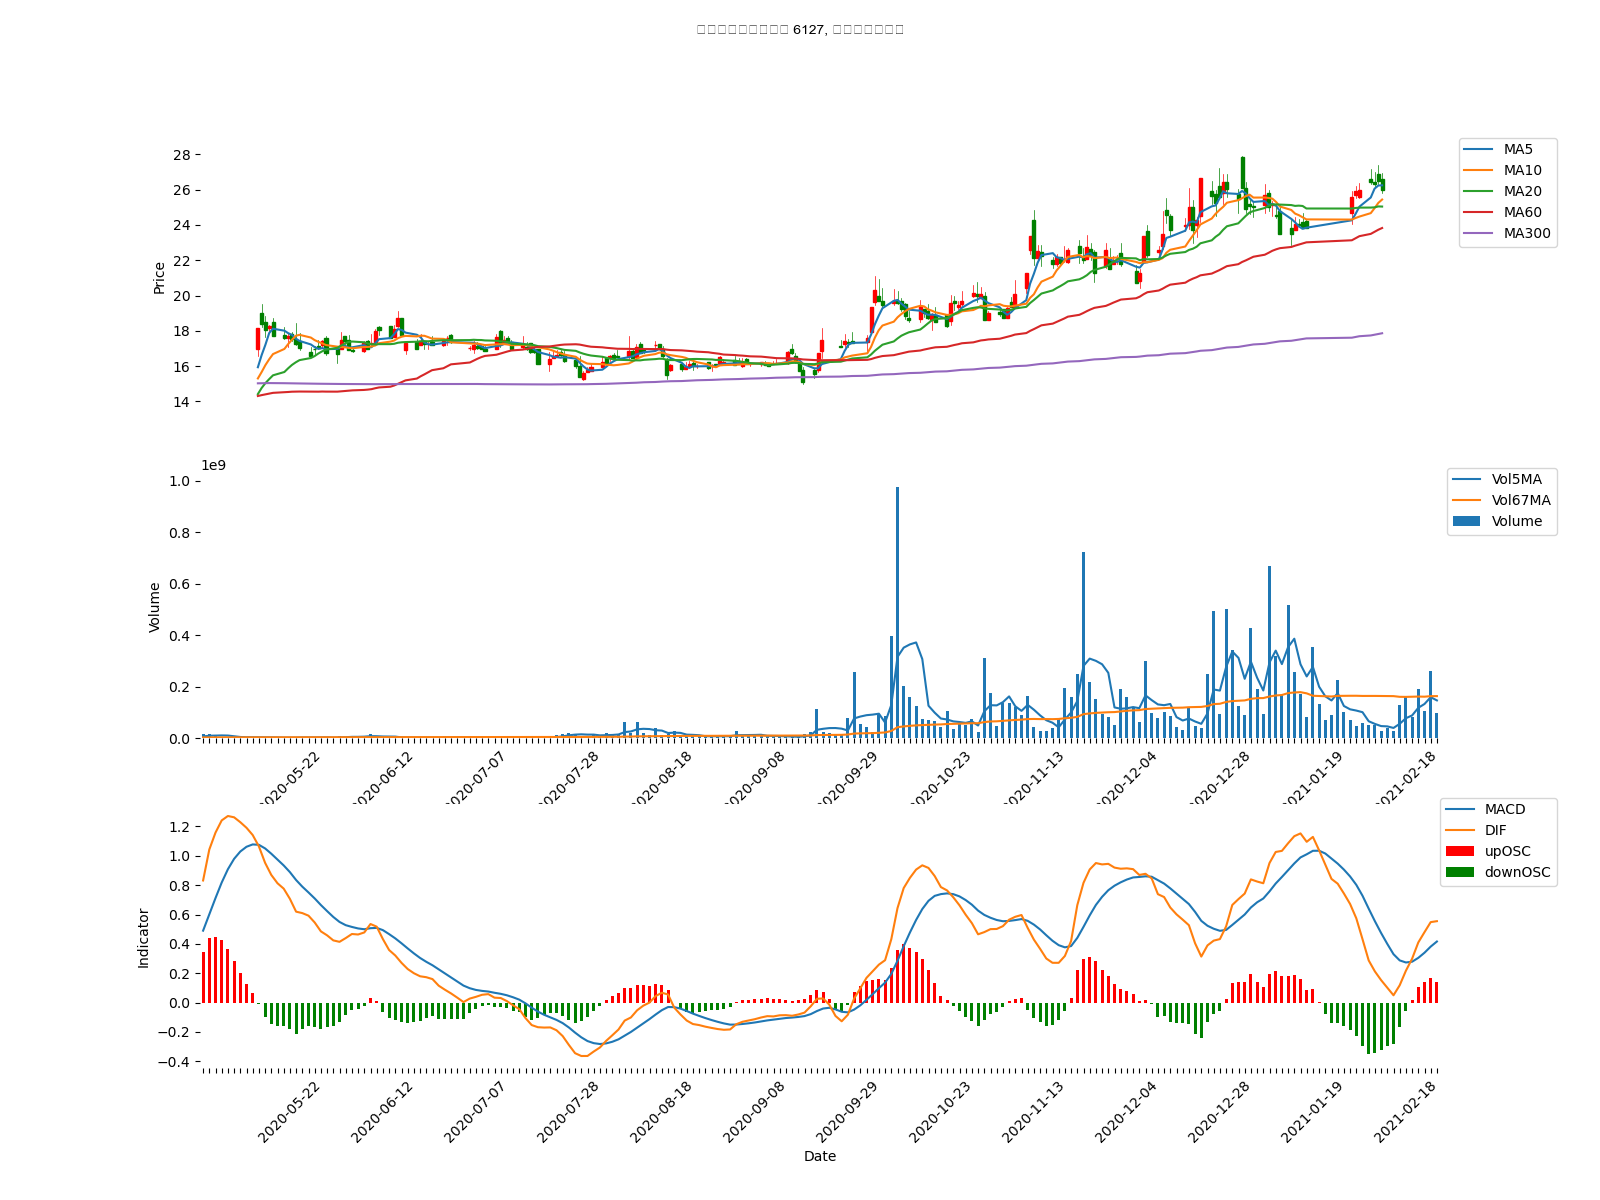 6127,
28
26
24
22
20
18
16
14
Price
MA5
MA10
MA20
MA60
MA300
1e9
1.0
0.8
0.6
0.4
0.2
0.0
Volume
Vol5MA
Vol67MA
Volume
2020-05-22
2020-06-12
2020-07-07
2020-07-28
2020-08-18
2020-09-08
2020-09-29
2020-10-23
2020-11-13
2020-12-04
2020-12-28
2021-01-19
2021-02-18
1.2
1.0
0.8
0.6
0.4
0.2
0.0
−0.2
−0.4
Indicator
MACD
DIF
upOSC
downOSC
2020-05-22
2020-06-12
2020-07-07
2020-07-28
2020-08-18
2020-09-08
2020-09-29
2020-10-23
2020-11-13
2020-12-04
2020-12-28
2021-01-19
2021-02-18
Date